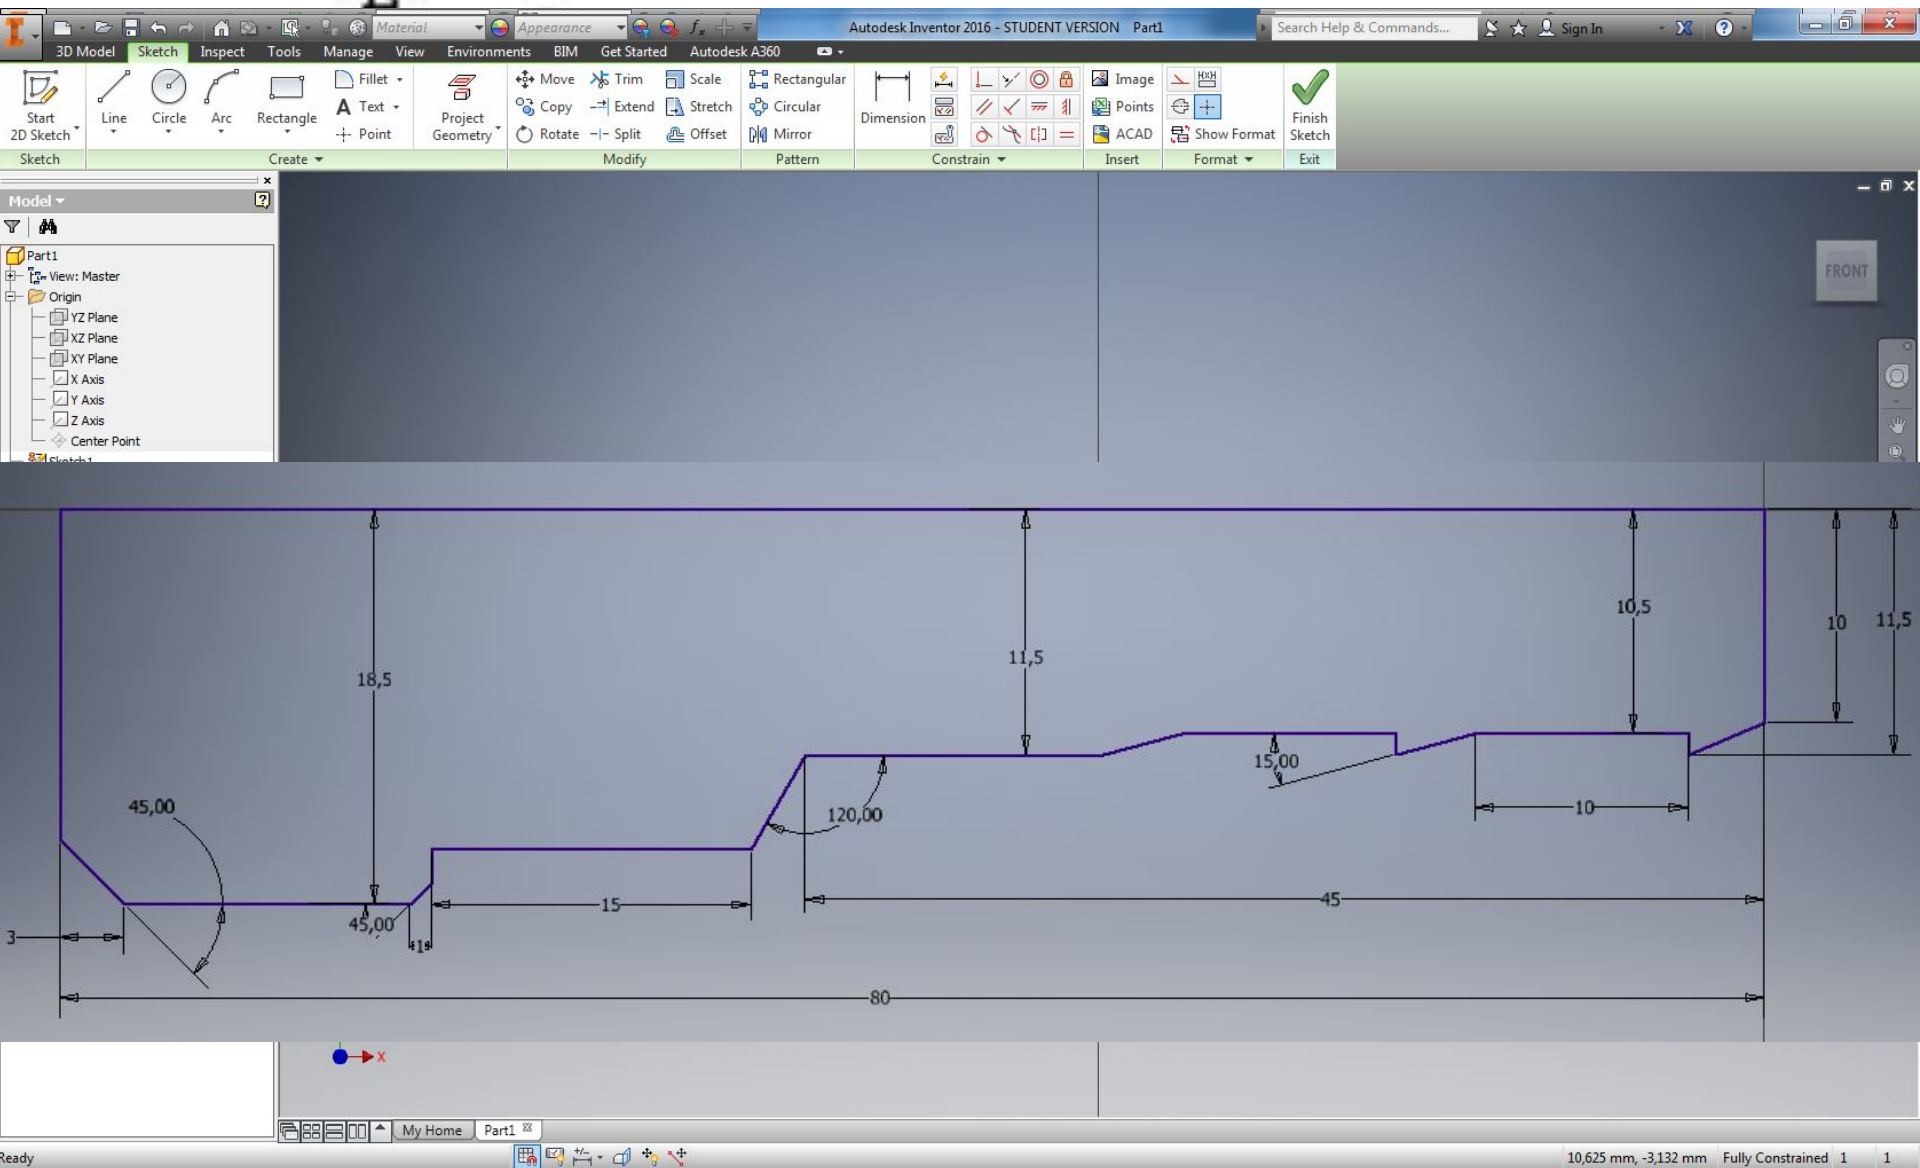 Material
Appearance
Autodesk Inventor 2016 - STUDENT VERSION Part1
Search Help & Commands...
Sign In
3D Model Sketch Inspect Tools Manage View Environments BIM Get Started Autodesk A360
Start
2D Sketch
Line
Circle
Arc
Rectangle
Fillet
Text
Point
Project
Geometry
Move
Copy
Rotate
Trim
Extend
Split
Scale
Stretch
Offset
Rectangular
Circular
Mirror
Dimension
Image
Points
ACAD
Show Format
Finish
Sketch
Sketch Create Modify Pattern Constrain Insert Format Exit
Model
Part1
View: Master
Origin
YZ Plane
XZ Plane
XY Plane
X Axis
Y Axis
Z Axis
Center Point
Sketch1
FRONT
18,5
11,5
10,5
10
11,5
45,00
15,00
120,00
10
45
15
45,00
1
3
80
X
My Home Part1
Ready
10,625 mm, -3,132 mm Fully Constrained 1 1